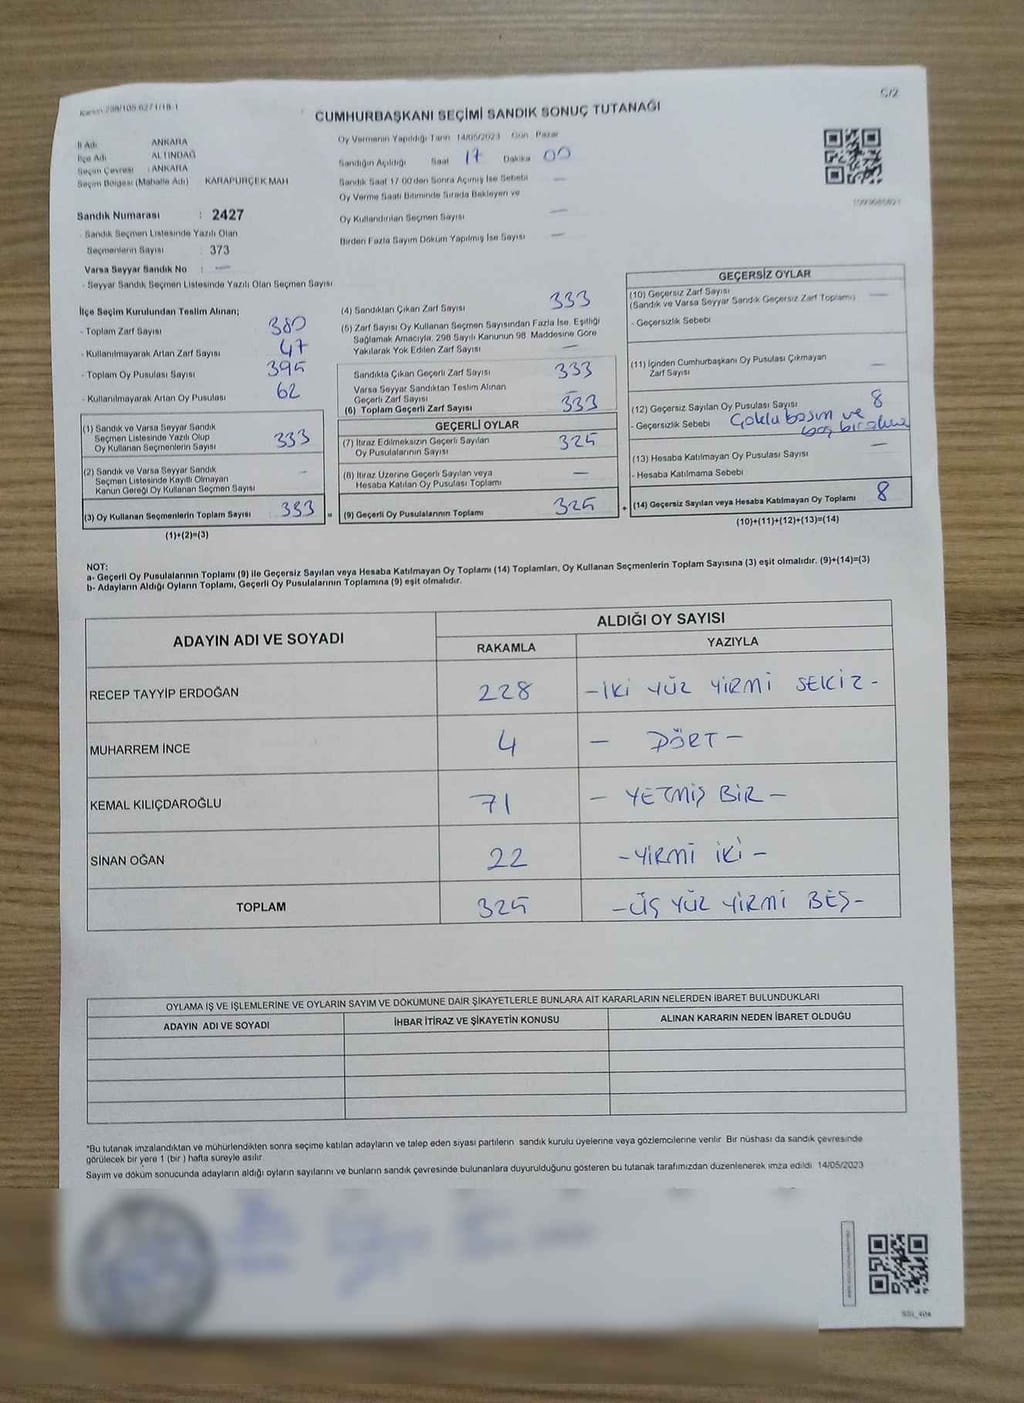 S/2
CUMHURBAŞKANI SEÇİMİ SANDIK SONUÇ TUTANAĞI
İl Adı ANKARA
İlçe Adı ALTINDAĞ
Seçim Çevresi : ANKARA
Seçim Bölgesi (Mahalle Adı) KARAPÜRÇEK MAH
Oy Vermenin Yapıldığı Tarih 14/05/2023 Gün Pazar
Sandığın Açıldığı Saat 17 Dakika 00
Sandık Saat 17 00'den Sonra Açılmış İse Sebebi —
Oy Verme Saati Bitiminde Sırada Bekleyen ve
Oy Kullandırılan Seçmen Sayısı —
Birden Fazla Sayım Döküm Yapılmış İse Sayısı —
Sandık Numarası : 2427
- Sandık Seçmen Listesinde Yazılı Olan
Seçmenlerin Sayısı : 373
Varsa Seyyar Sandık No : —
- Seyyar Sandık Seçmen Listesinde Yazılı Olan Seçmen Sayısı
İlçe Seçim Kurulundan Teslim Alınan;
- Toplam Zarf Sayısı 380
- Kullanılmayarak Artan Zarf Sayısı 47
- Toplam Oy Pusulası Sayısı 395
- Kullanılmayarak Artan Oy Pusulası 62
(1) Sandık ve Varsa Seyyar Sandık
Seçmen Listesinde Yazılı Olup
Oy Kullanan Seçmenlerin Sayısı 333
(2) Sandık ve Varsa Seyyar Sandık
Seçmen Listesinde Kayıtlı Olmayan
Kanun Gereği Oy Kullanan Seçmen Sayısı —
(3) Oy Kullanan Seçmenlerin Toplam Sayısı 333 =
(1)+(2)=(3)
(4) Sandıktan Çıkan Zarf Sayısı 333
(5) Zarf Sayısı Oy Kullanan Seçmen Sayısından Fazla İse, Eşitliği
Sağlamak Amacıyla, 298 Sayılı Kanunun 98. Maddesine Göre
Yakılarak Yok Edilen Zarf Sayısı —
Sandıkta Çıkan Geçerli Zarf Sayısı 333
Varsa Seyyar Sandıktan Teslim Alınan
Geçerli Zarf Sayısı
(6) Toplam Geçerli Zarf Sayısı 333
GEÇERLİ OYLAR
(7) İtiraz Edilmeksizin Geçerli Sayılan
Oy Pusulalarının Sayısı 325
(8) İtiraz Üzerine Geçerli Sayılan veya
Hesaba Katılan Oy Pusulası Toplamı —
(9) Geçerli Oy Pusulalarının Toplamı 325 +
GEÇERSİZ OYLAR
(10) Geçersiz Zarf Sayısı —
(Sandık ve Varsa Seyyar Sandık Geçersiz Zarf Toplamı)
- Geçersizlik Sebebi
(11) İçinden Cumhurbaşkanı Oy Pusulası Çıkmayan
Zarf Sayısı —
(12) Geçersiz Sayılan Oy Pusulası Sayısı 8
- Geçersizlik Sebebi Çoklu basım ve
boş bırakma
(13) Hesaba Katılmayan Oy Pusulası Sayısı —
- Hesaba Katılmama Sebebi
(14) Geçersiz Sayılan veya Hesaba Katılmayan Oy Toplamı 8
(10)+(11)+(12)+(13)=(14)
NOT:
a- Geçerli Oy Pusulalarının Toplamı (9) ile Geçersiz Sayılan veya Hesaba Katılmayan Oy Toplamı (14) Toplamları, Oy Kullanan Seçmenlerin Toplam Sayısına (3) eşit olmalıdır. (9)+(14)=(3)
b- Adayların Aldığı Oyların Toplamı, Geçerli Oy Pusulalarının Toplamına (9) eşit olmalıdır.
ADAYIN ADI VE SOYADI ALDIĞI OY SAYISI
RAKAMLA YAZIYLA
RECEP TAYYİP ERDOĞAN 228 -İKİ YÜZ YİRMİ SEKİZ-
MUHARREM İNCE 4 - DÖRT -
KEMAL KILIÇDAROĞLU 71 - YETMİŞ BİR -
SİNAN OĞAN 22 -YİRMİ İKİ -
TOPLAM 325 -ÜÇ YÜZ YİRMİ BEŞ-
OYLAMA İŞ VE İŞLEMLERİNE VE OYLARIN SAYIM VE DÖKÜMÜNE DAİR ŞİKAYETLERLE BUNLARA AİT KARARLARIN NELERDEN İBARET BULUNDUKLARI
ADAYIN ADI VE SOYADI İHBAR İTİRAZ VE ŞİKAYETİN KONUSU ALINAN KARARIN NEDEN İBARET OLDUĞU
*Bu tutanak imzalandıktan ve mühürlendikten sonra seçime katılan adayların ve talep eden siyasi partilerin sandık kurulu üyelerine veya gözlemcilerine verilir. Bir nüshası da sandık çevresinde
görülecek bir yere 1 (bir ) hafta süreyle asılır.
Sayım ve döküm sonucunda adayların aldığı oyların sayılarını ve bunların sandık çevresinde bulunanlara duyurulduğunu gösteren bu tutanak tarafımızdan düzenlenerek imza edildi. 14/05/2023